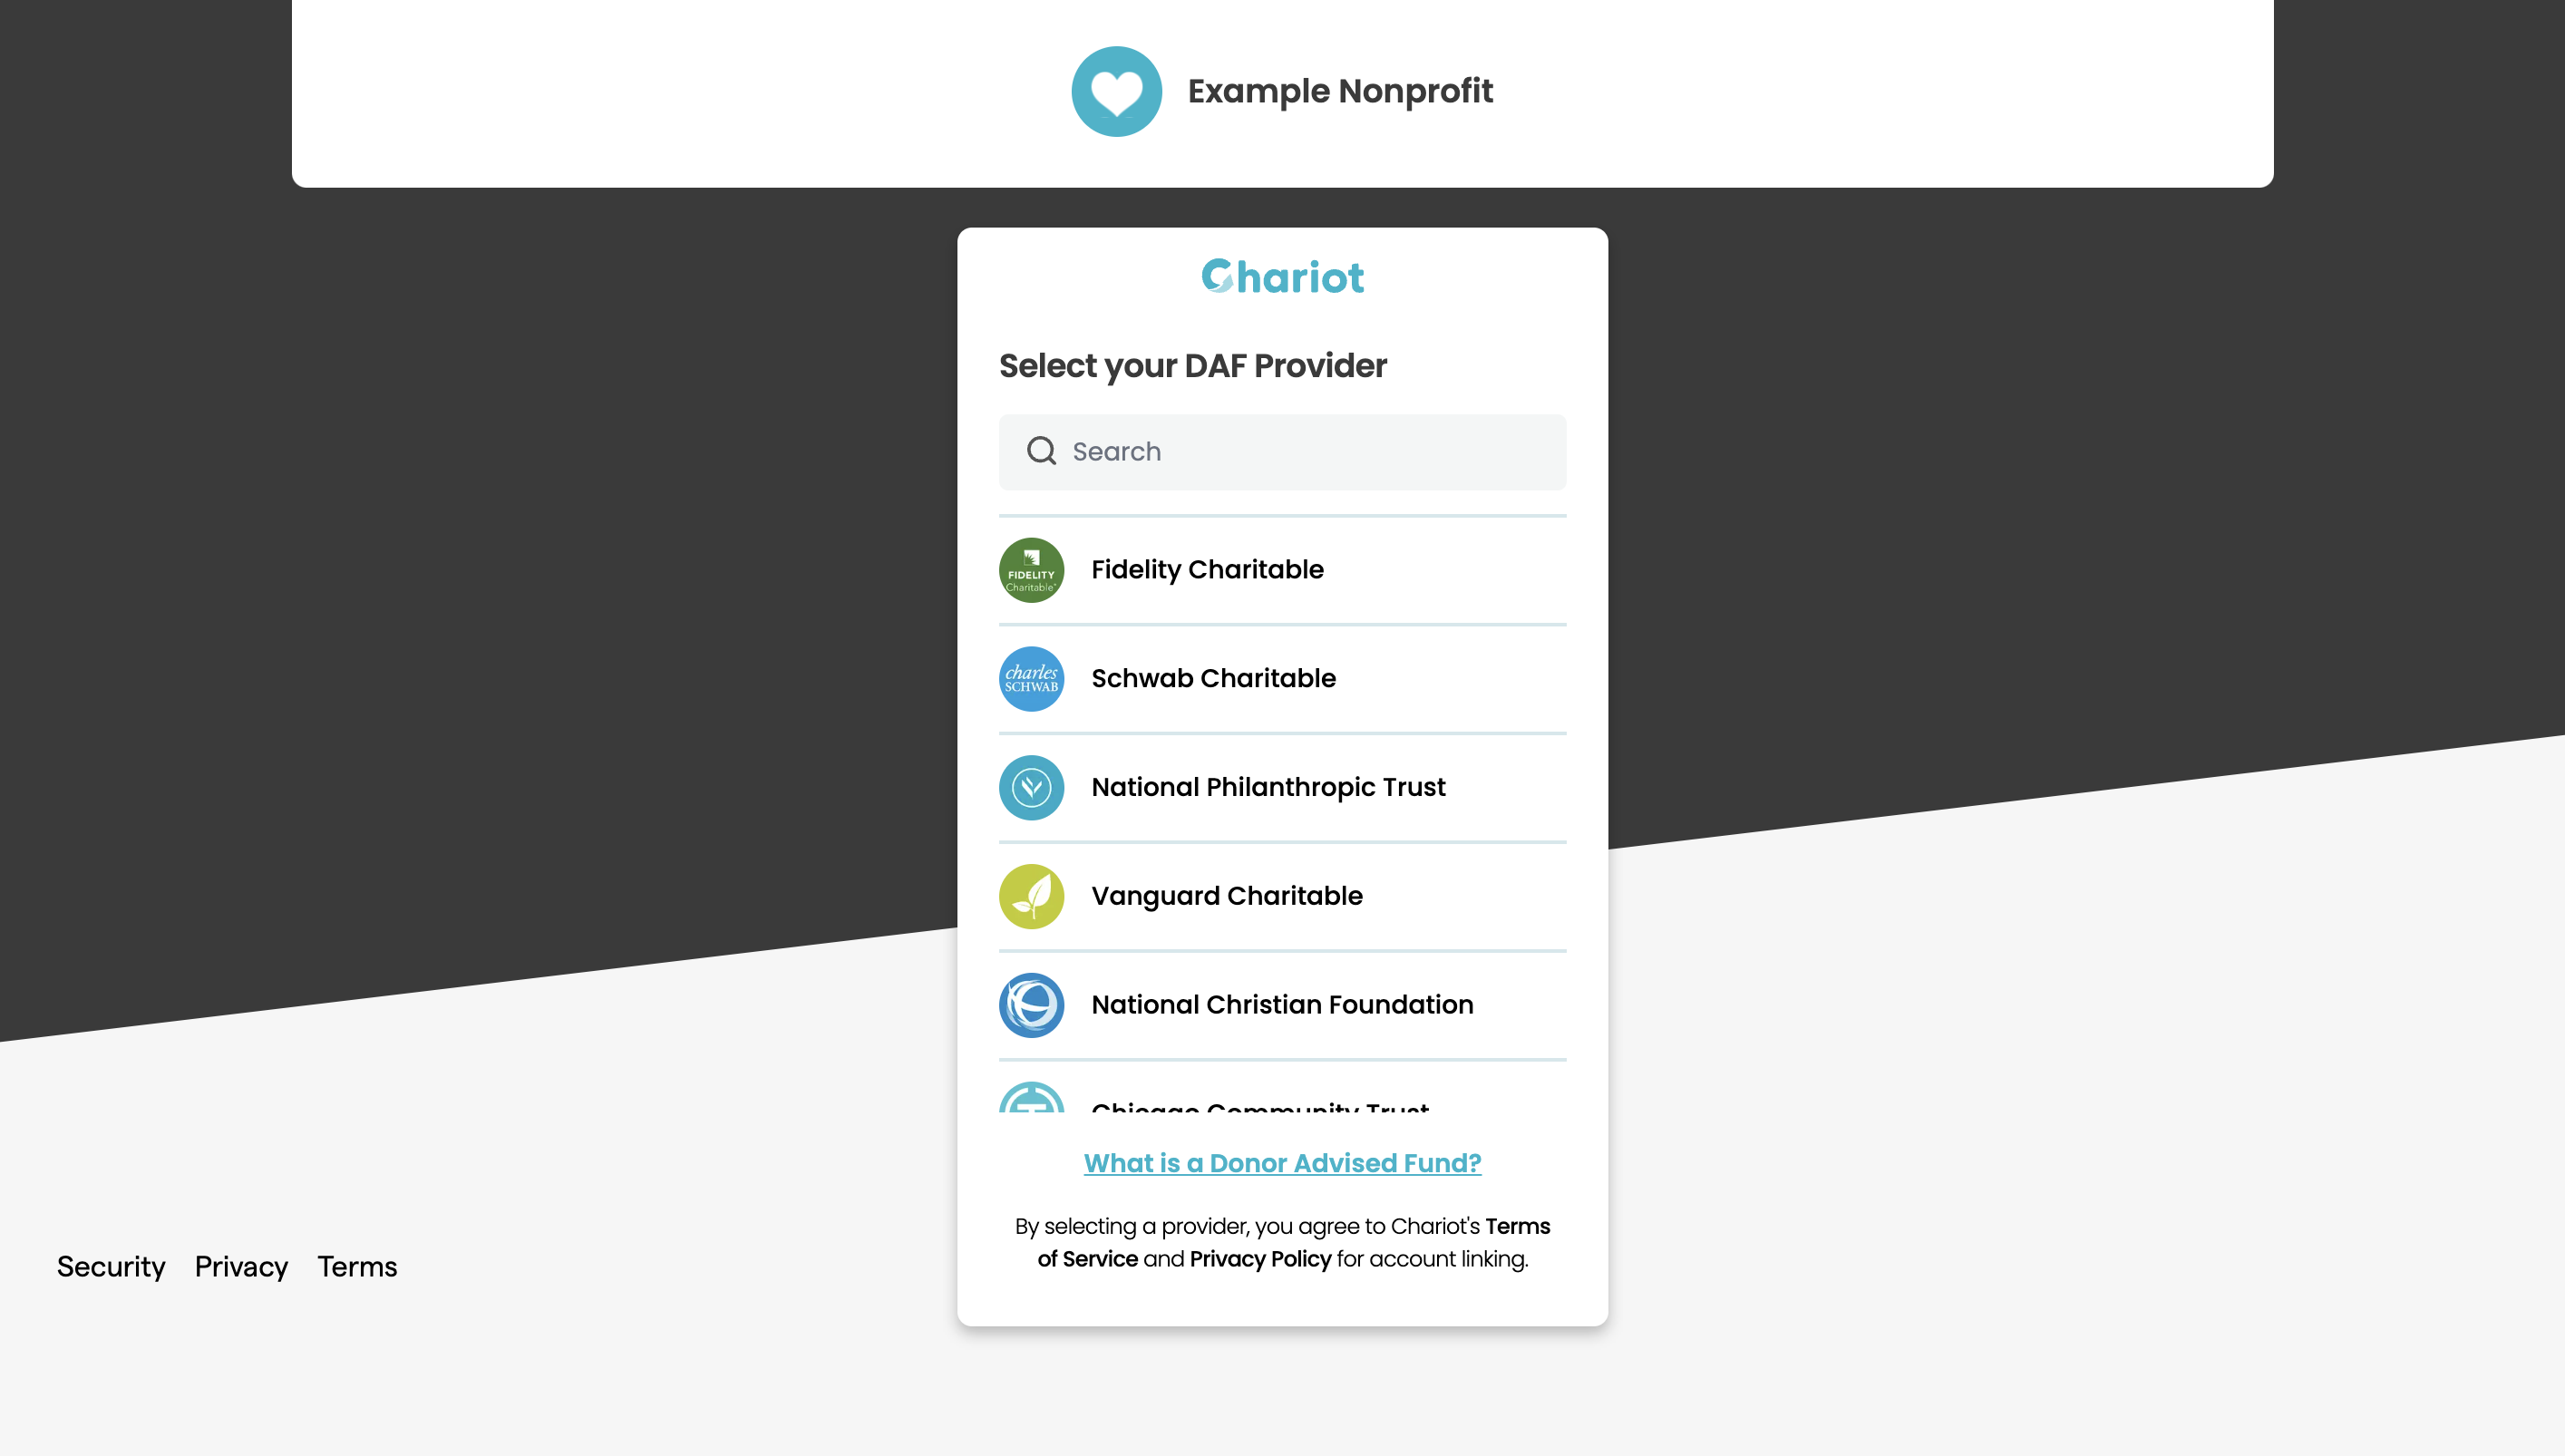 Example Nonprofit
Chariot
Select your DAF Provider
Search
FIDELITY
Charitable
Fidelity Charitable
charles
SCHWAB
Schwab Charitable
National Philanthropic Trust
Vanguard Charitable
National Christian Foundation
Chicago Community Trust
What is a Donor Advised Fund?
By selecting a provider, you agree to Chariot's Terms
of Service and Privacy Policy for account linking.
Security Privacy Terms